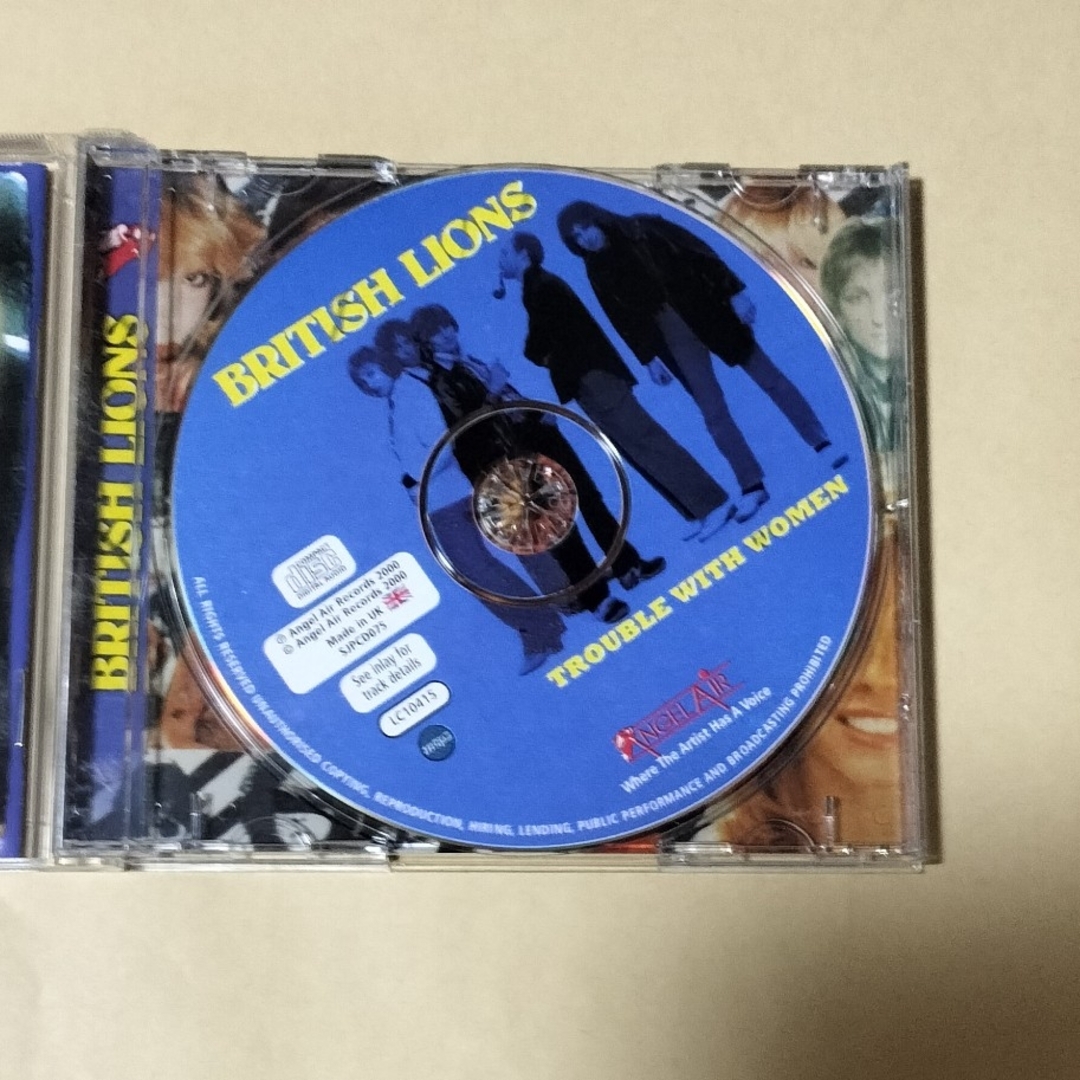 BRITISH LIONS
BRITISH LIONS
COMPACT
disc
DIGITAL AUDIO
℗ Angel Air Records 2000
© Angel Air Records 2000
Made in UK
SJPCD075
See inlay for
track details
LC10415
TROUBLE WITH WOMEN
ANGEL AIR
Where The Artist Has A Voice
ALL RIGHTS RESERVED UNAUTHORISED COPYING, REPRODUCTION, HIRING, LENDING, PUBLIC PERFORMANCE AND BROADCASTING PROHIBITED